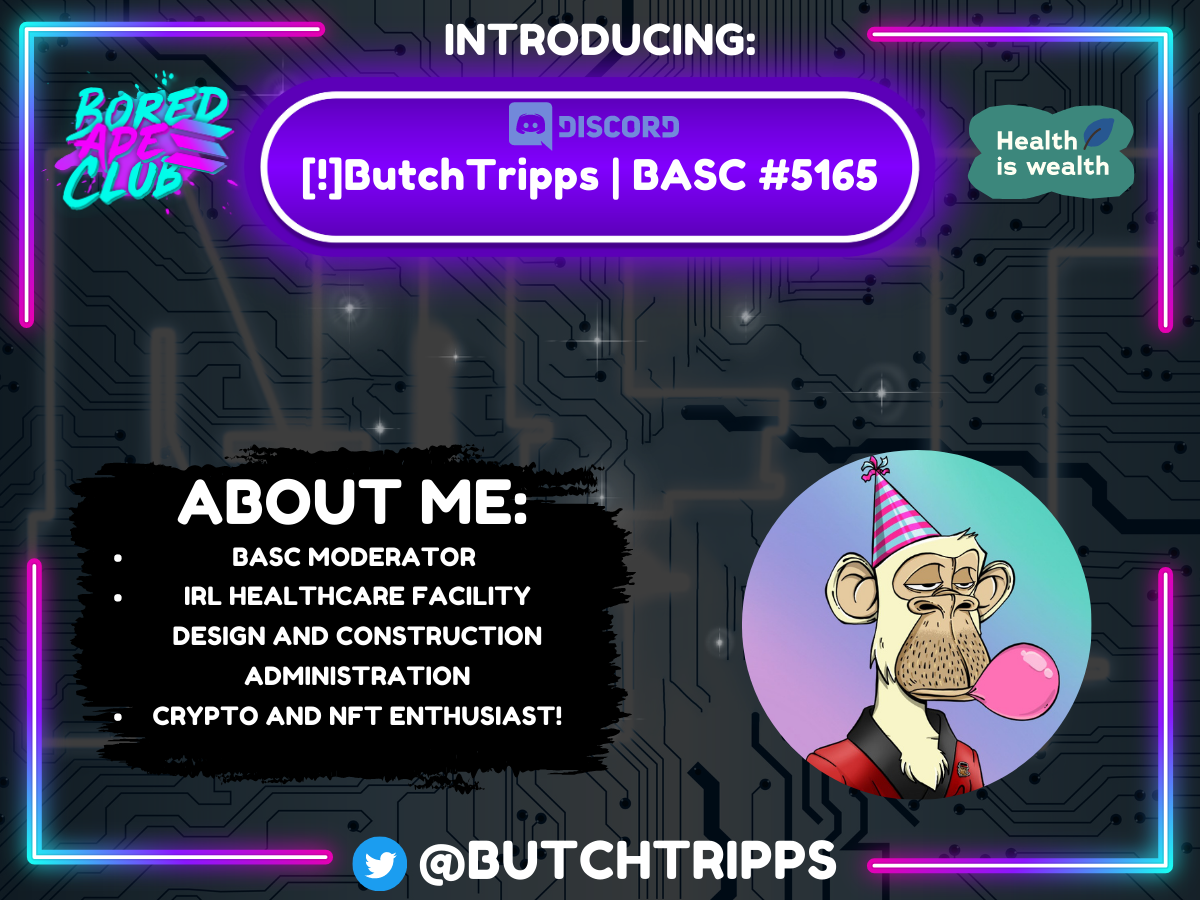 INTRODUCING:
BORED
APE
CLUB
DISCORD
[!]ButchTripps | BASC #5165
Health
is wealth
ABOUT ME:
• BASC MODERATOR
• IRL HEALTHCARE FACILITY
DESIGN AND CONSTRUCTION
ADMINISTRATION
• CRYPTO AND NFT ENTHUSIAST!
@BUTCHTRIPPS